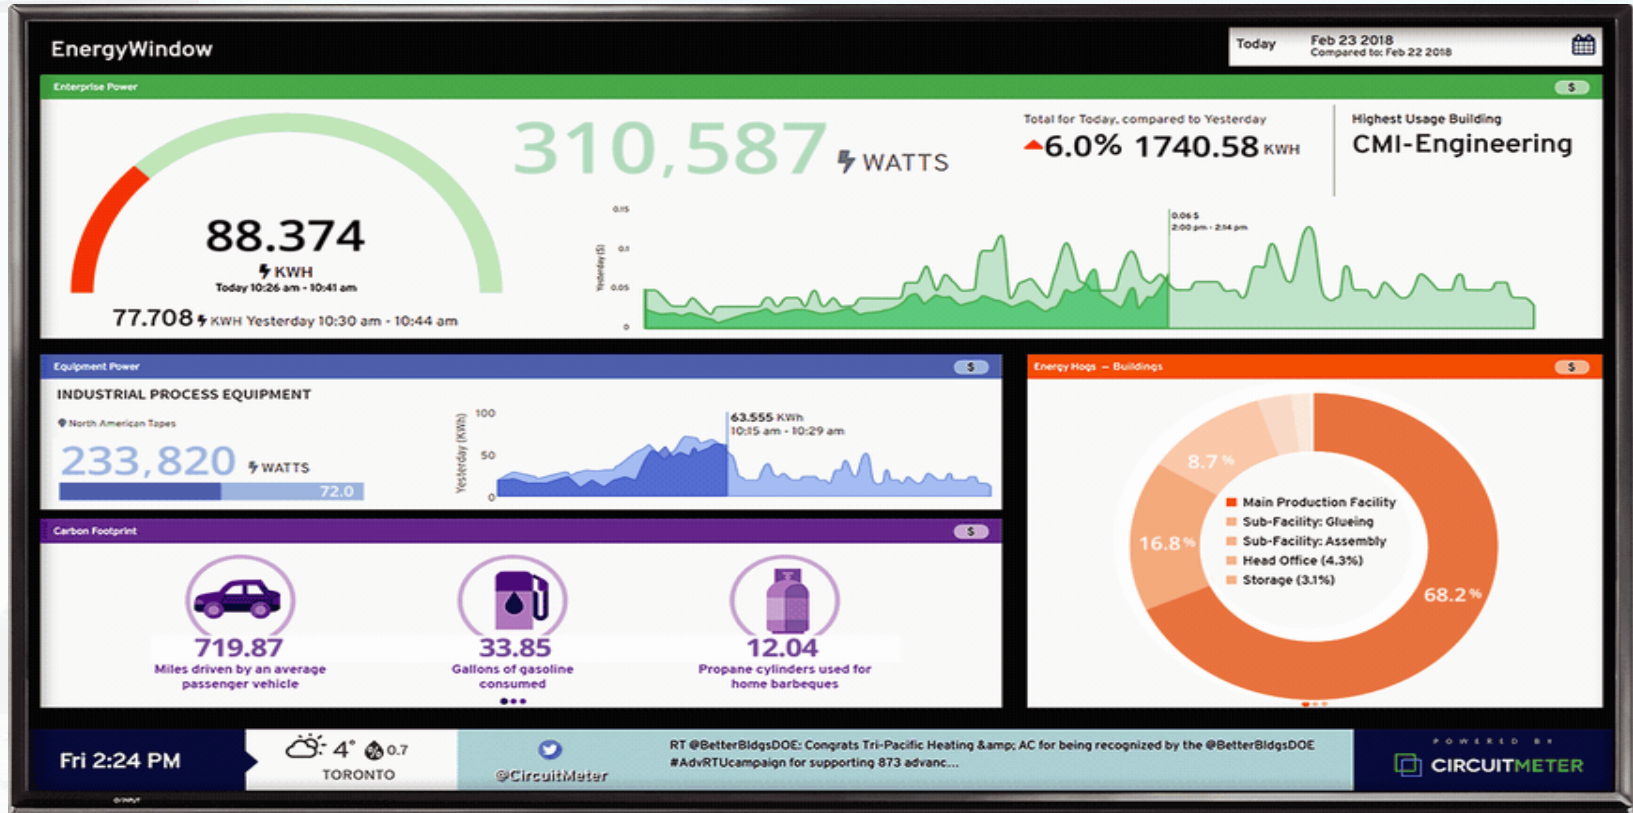 EnergyWindow
Today
Feb 23 2018
Compared to: Feb 22 2018
Enterprise Power
$
88.374
KWH
Today 10:26 am - 10:41 am
77.708 KWH Yesterday 10:30 am - 10:44 am
310,587 WATTS
Total for Today, compared to Yesterday
6.0% 1740.58 KWH
Highest Usage Building
CMI-Engineering
Yesterday ($)
0.15
0.1
0.05
0
0.06 $
2:00 pm - 2:14 pm
Equipment Power
$
INDUSTRIAL PROCESS EQUIPMENT
North American Tapes
233,820 WATTS
72.0
Yesterday (KWh)
100
50
0
63.555 KWh
10:15 am - 10:29 am
Energy Hogs – Buildings
$
8.7 %
16.8 %
68.2 %
Main Production Facility
Sub-Facility: Glueing
Sub-Facility: Assembly
Head Office (4.3%)
Storage (3.1%)
Carbon Footprint
$
719.87
Miles driven by an average
passenger vehicle
33.85
Gallons of gasoline
consumed
12.04
Propane cylinders used for
home barbeques
Fri 2:24 PM
4° 0.7
TORONTO
@CircuitMeter
RT @BetterBldgsDOE: Congrats Tri-Pacific Heating &amp; AC for being recognized by the @BetterBldgsDOE
#AdvRTUcampaign for supporting 873 advanc...
POWERED BY
CIRCUITMETER